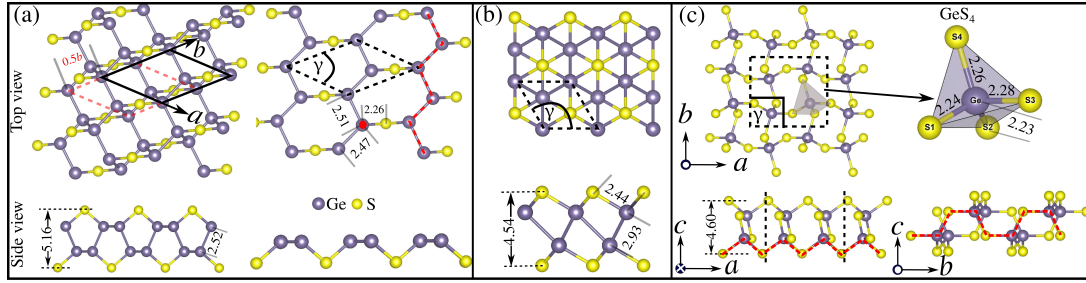 (a)
Top view
0.5b
b
a
γ
2.51
2.26
2.47
Side view
5.16
2.52
Ge
S
(b)
γ
4.54
2.44
2.93
(c)
γ
b
a
GeS4
S4
2.26
2.24
2.28
Ge
S3
S1
S2
2.23
c
a
4.60
c
b